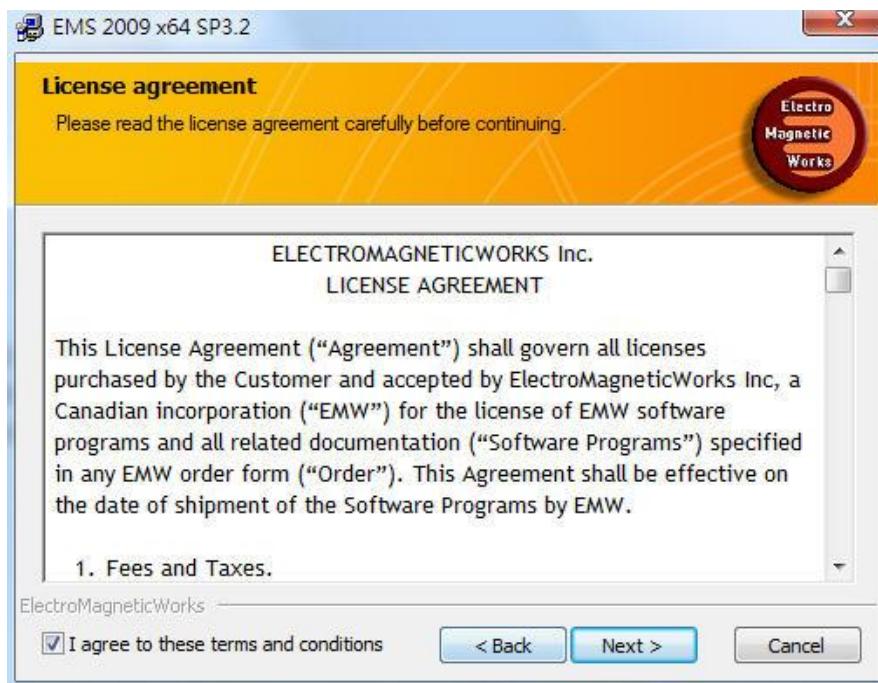 EMS 2009 x64 SP3.2
License agreement
Please read the license agreement carefully before continuing.
Electro
Magnetic
Works
ELECTROMAGNETICWORKS Inc.
LICENSE AGREEMENT
This License Agreement (“Agreement”) shall govern all licenses
purchased by the Customer and accepted by ElectroMagneticWorks Inc, a
Canadian incorporation (“EMW”) for the license of EMW software
programs and all related documentation (“Software Programs”) specified
in any EMW order form (“Order”). This Agreement shall be effective on
the date of shipment of the Software Programs by EMW.
1. Fees and Taxes.
ElectroMagneticWorks
I agree to these terms and conditions
< Back
Next >
Cancel